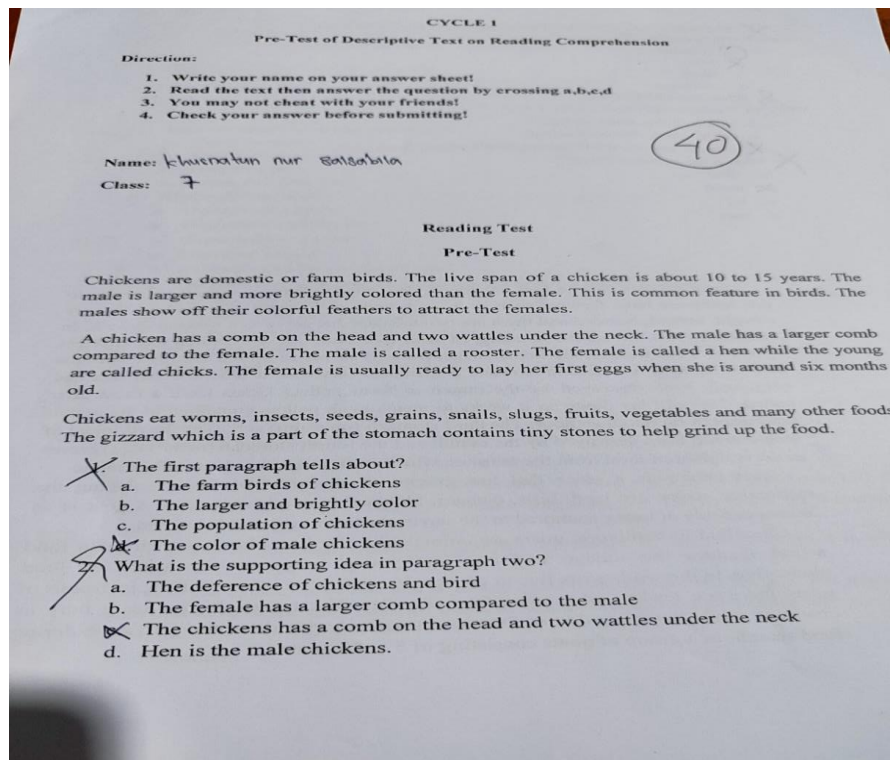 CYCLE 1
Pre-Test of Descriptive Text on Reading Comprehension
Direction:
1. Write your name on your answer sheet!
2. Read the text then answer the question by crossing a,b,c,d
3. You may not cheat with your friends!
4. Check your answer before submitting!
40
Name: Khusnatun nur salsabila
Class: 7
Reading Test
Pre-Test
Chickens are domestic or farm birds. The live span of a chicken is about 10 to 15 years. The
male is larger and more brightly colored than the female. This is common feature in birds. The
males show off their colorful feathers to attract the females.
A chicken has a comb on the head and two wattles under the neck. The male has a larger comb
compared to the female. The male is called a rooster. The female is called a hen while the young
are called chicks. The female is usually ready to lay her first eggs when she is around six months
old.
Chickens eat worms, insects, seeds, grains, snails, slugs, fruits, vegetables and many other foods
The gizzard which is a part of the stomach contains tiny stones to help grind up the food.
1. The first paragraph tells about?
a. The farm birds of chickens
b. The larger and brightly color
c. The population of chickens
d. The color of male chickens
2. What is the supporting idea in paragraph two?
a. The deference of chickens and bird
b. The female has a larger comb compared to the male
c. The chickens has a comb on the head and two wattles under the neck
d. Hen is the male chickens.